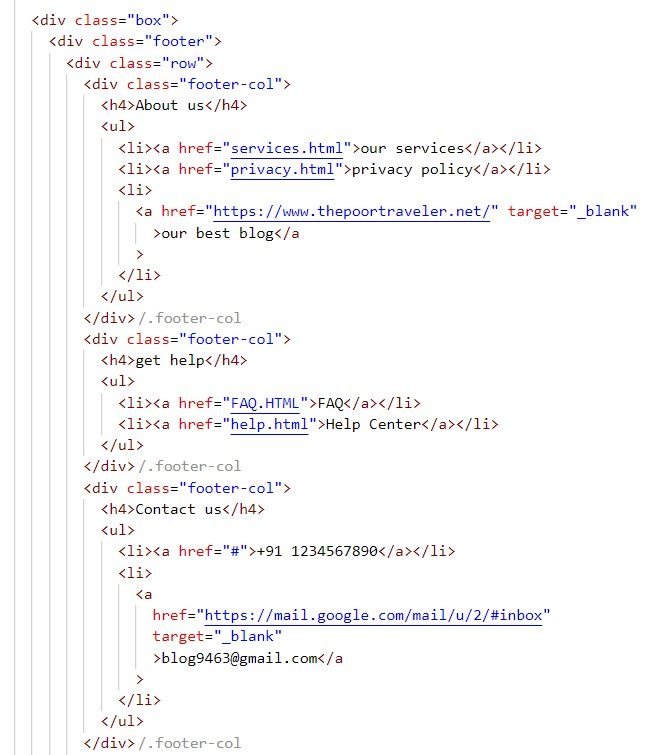 <div class="box">
<div class="footer">
<div class="row">
<div class="footer-col">
<h4>About us</h4>
<ul>
<li><a href="services.html">our services</a></li>
<li><a href="privacy.html">privacy policy</a></li>
<li>
<a href="https://www.thepoortraveler.net/" target="_blank"
>our best blog</a
>
</li>
</ul>
</div>/.footer-col
<div class="footer-col">
<h4>get help</h4>
<ul>
<li><a href="FAQ.HTML">FAQ</a></li>
<li><a href="help.html">Help Center</a></li>
</ul>
</div>/.footer-col
<div class="footer-col">
<h4>Contact us</h4>
<ul>
<li><a href="#">+91 1234567890</a></li>
<li>
<a
href="https://mail.google.com/mail/u/2/#inbox"
target="_blank"
>blog9463@gmail.com</a
>
</li>
</ul>
</div>/.footer-col